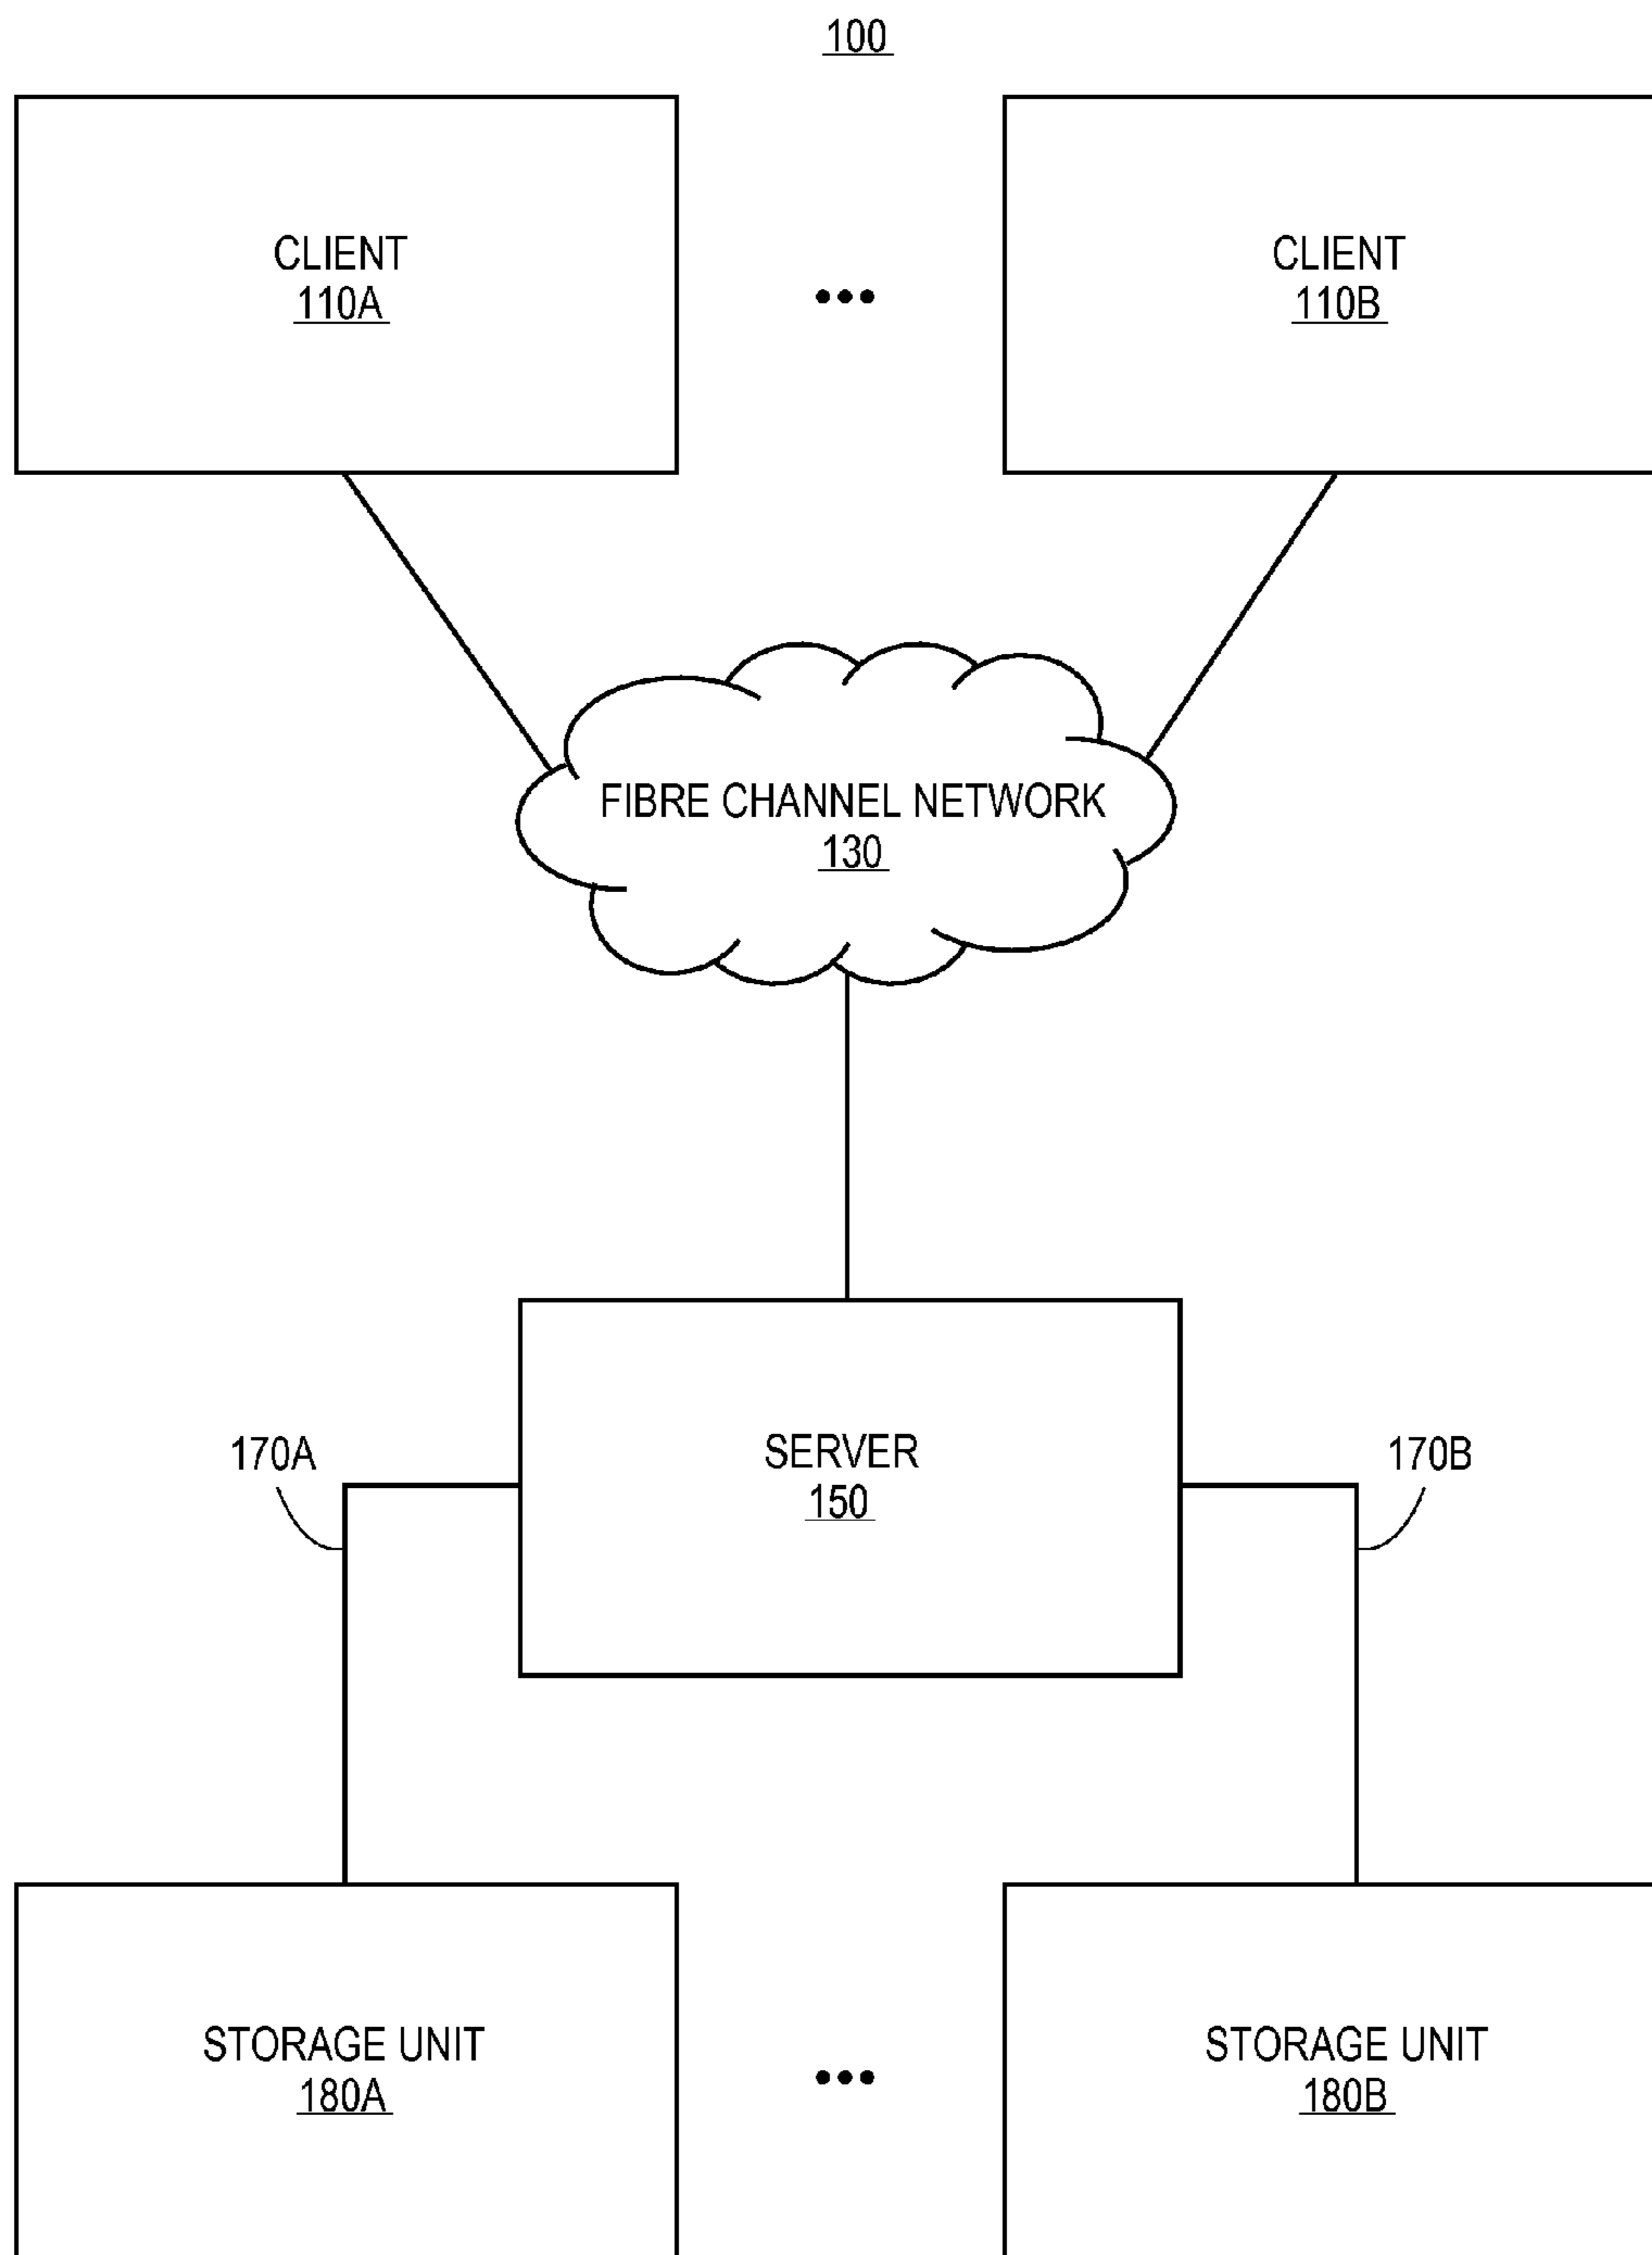 100
CLIENT
110A
•••
CLIENT
110B
FIBRE CHANNEL NETWORK
130
170A
SERVER
150
170B
STORAGE UNIT
180A
•••
STORAGE UNIT
180B